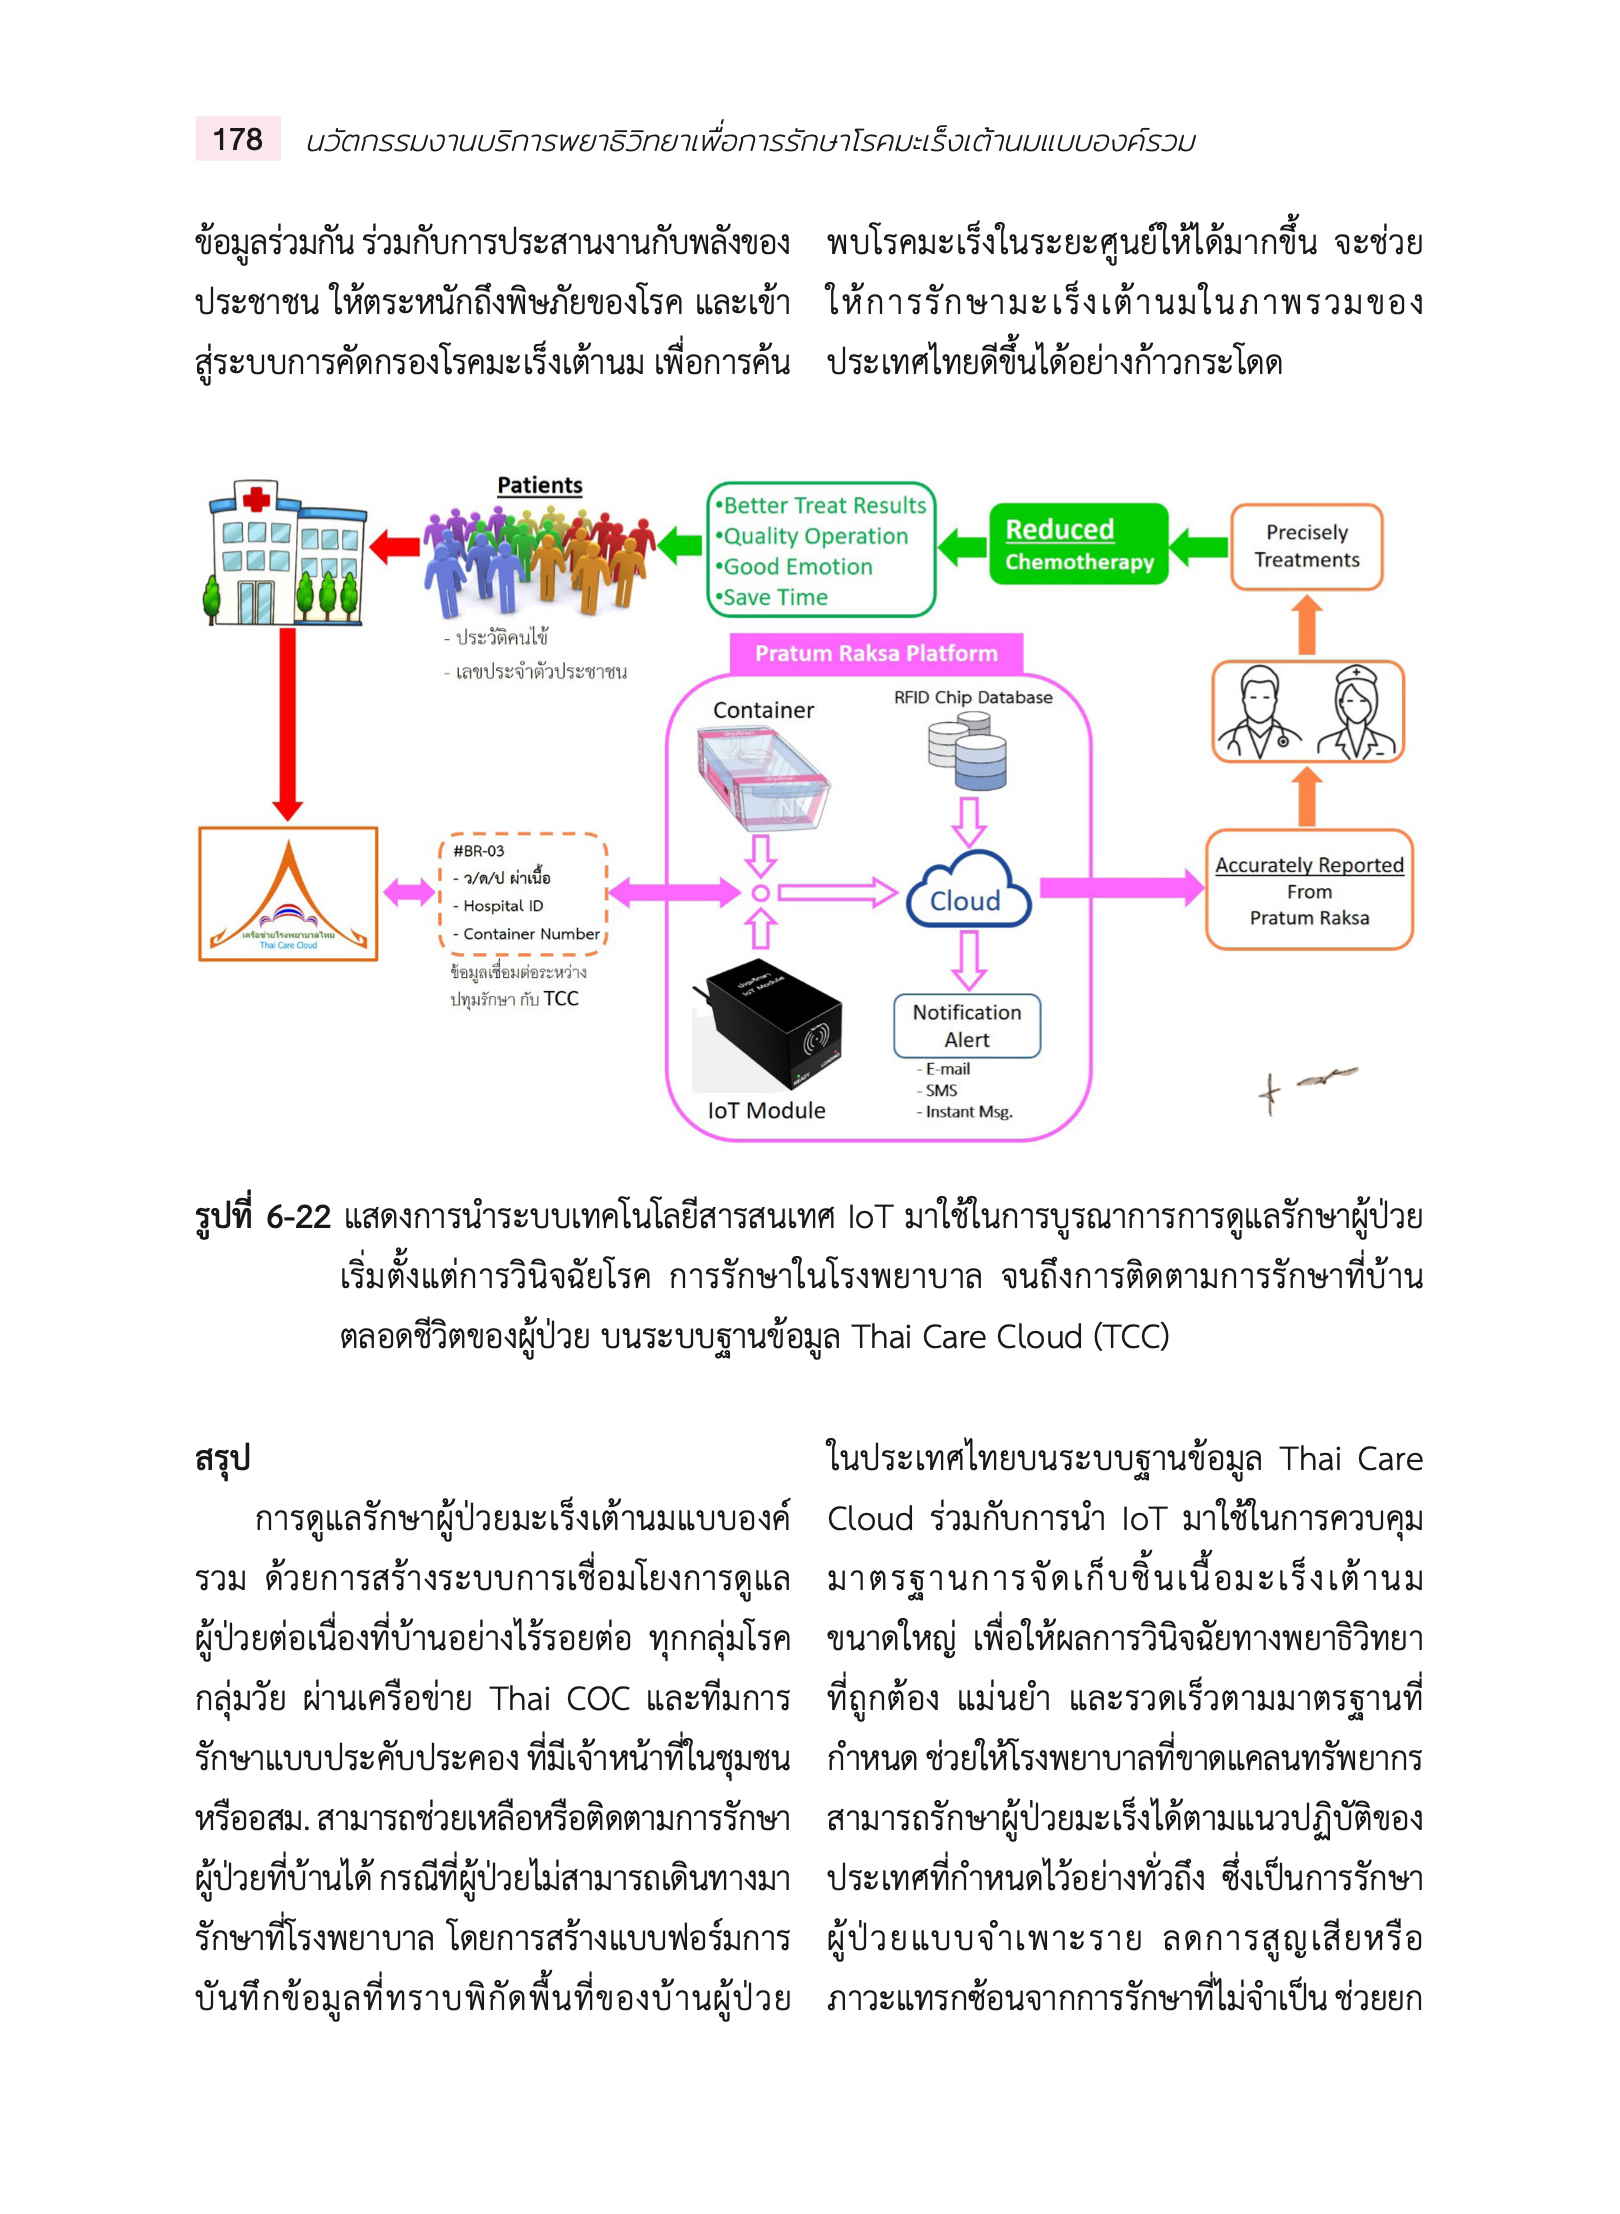 178 นวัตกรรมงานบริการพยาธิวิทยาเพื่อการรักษาโรคมะเร็งเต้านมแบบองค์รวม
ข้อมูลร่วมกัน ร่วมกับการประสานงานกับพลังของ
ประชาชน ให้ตระหนักถึงพิษภัยของโรค และเข้า
สู่ระบบการคัดกรองโรคมะเร็งเต้านม เพื่อการค้น
พบโรคมะเร็งในระยะศูนย์ให้ได้มากขึ้น จะช่วย
ให้การรักษามะเร็งเต้านมในภาพรวมของ
ประเทศไทยดีขึ้นได้อย่างก้าวกระโดด
Patients
- ประวัติคนไข้
- เลขประจำตัวประชาชน
•Better Treat Results
•Quality Operation
•Good Emotion
•Save Time
Reduced
Chemotherapy
Precisely
Treatments
Pratum Raksa Platform
Container
RFID Chip Database
เครือข่ายโรงพยาบาลไทย
Thai Care Cloud
#BR-03
- ว/ด/ป ผ่าเนื้อ
- Hospital ID
- Container Number
ข้อมูลเชื่อมต่อระหว่าง
ปทุมรักษา กับ TCC
Cloud
Accurately Reported
From
Pratum Raksa
ปทุมรักษา
IoT Module
READY
LOADING
IoT Module
Notification
Alert
- E-mail
- SMS
- Instant Msg.
รูปที่ 6-22 แสดงการนำระบบเทคโนโลยีสารสนเทศ IoT มาใช้ในการบูรณาการการดูแลรักษาผู้ป่วย
เริ่มตั้งแต่การวินิจฉัยโรค การรักษาในโรงพยาบาล จนถึงการติดตามการรักษาที่บ้าน
ตลอดชีวิตของผู้ป่วย บนระบบฐานข้อมูล Thai Care Cloud (TCC)
สรุป
การดูแลรักษาผู้ป่วยมะเร็งเต้านมแบบองค์
รวม ด้วยการสร้างระบบการเชื่อมโยงการดูแล
ผู้ป่วยต่อเนื่องที่บ้านอย่างไร้รอยต่อ ทุกกลุ่มโรค
กลุ่มวัย ผ่านเครือข่าย Thai COC และทีมการ
รักษาแบบประคับประคอง ที่มีเจ้าหน้าที่ในชุมชน
หรืออสม. สามารถช่วยเหลือหรือติดตามการรักษา
ผู้ป่วยที่บ้านได้ กรณีที่ผู้ป่วยไม่สามารถเดินทางมา
รักษาที่โรงพยาบาล โดยการสร้างแบบฟอร์มการ
บันทึกข้อมูลที่ทราบพิกัดพื้นที่ของบ้านผู้ป่วย
ในประเทศไทยบนระบบฐานข้อมูล Thai Care
Cloud ร่วมกับการนำ IoT มาใช้ในการควบคุม
มาตรฐานการจัดเก็บชิ้นเนื้อมะเร็งเต้านม
ขนาดใหญ่ เพื่อให้ผลการวินิจฉัยทางพยาธิวิทยา
ที่ถูกต้อง แม่นยำ และรวดเร็วตามมาตรฐานที่
กำหนด ช่วยให้โรงพยาบาลที่ขาดแคลนทรัพยากร
สามารถรักษาผู้ป่วยมะเร็งได้ตามแนวปฏิบัติของ
ประเทศที่กำหนดไว้อย่างทั่วถึง ซึ่งเป็นการรักษา
ผู้ป่วยแบบจำเพาะราย ลดการสูญเสียหรือ
ภาวะแทรกซ้อนจากการรักษาที่ไม่จำเป็น ช่วยยก